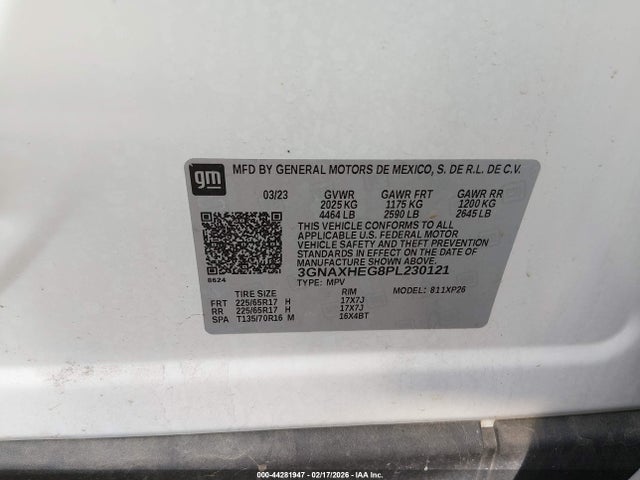 gm MFD BY GENERAL MOTORS DE MEXICO, S. DE R.L. DE C.V.
03/23 GVWR GAWR FRT GAWR RR
2025 KG 1175 KG 1200 KG
4464 LB 2590 LB 2645 LB
THIS VEHICLE CONFORMS TO ALL
APPLICABLE U.S. FEDERAL MOTOR
VEHICLE SAFETY AND THEFT PREVENTION
STANDARDS IN EFFECT ON THE DATE OF
MANUFACTURE SHOWN ABOVE.
8624 3GNAXHEG8PL230121
TYPE: MPV
TIRE SIZE RIM MODEL: 811XP26
FRT 225/65R17 H 17X7J
RR 225/65R17 H 17X7J
SPA T135/70R16 M 16X4BT
000-44281947 - 02/17/2026 - IAA Inc.